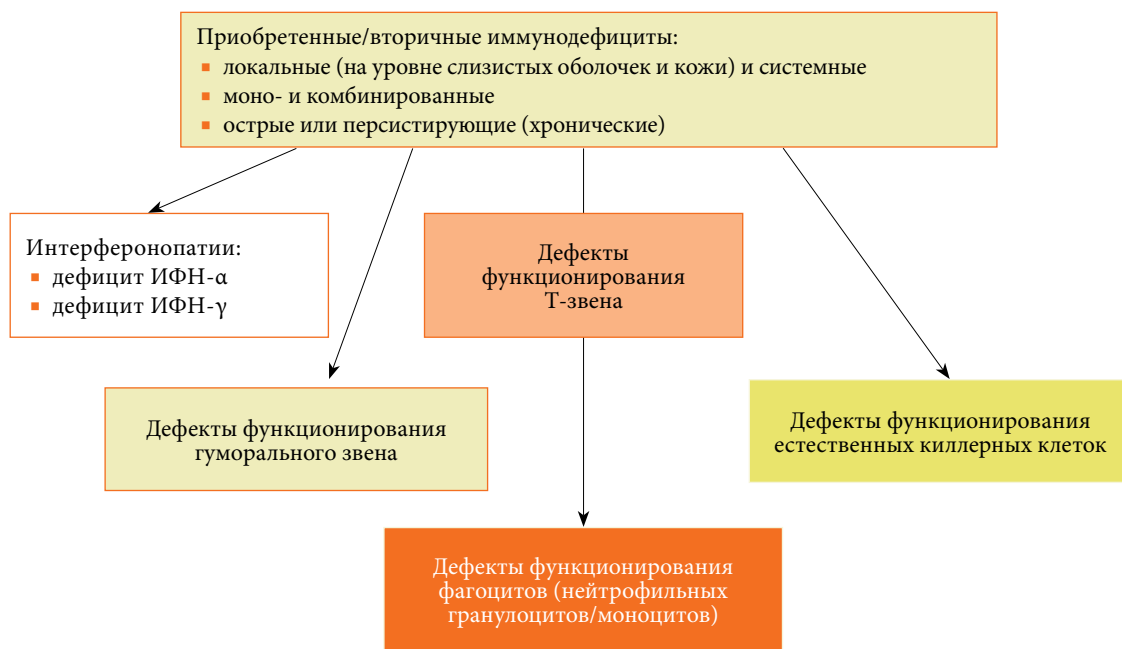 Приобретенные/вторичные иммунодефициты:
▪ локальные (на уровне слизистых оболочек и кожи) и системные
▪ моно- и комбинированные
▪ острые или персистирующие (хронические)
Интерферонопатии:
▪ дефицит ИФН-α
▪ дефицит ИФН-γ
Дефекты
функционирования
Т-звена
Дефекты функционирования
гуморального звена
Дефекты функционирования
естественных киллерных клеток
Дефекты функционирования
фагоцитов (нейтрофильных
гранулоцитов/моноцитов)